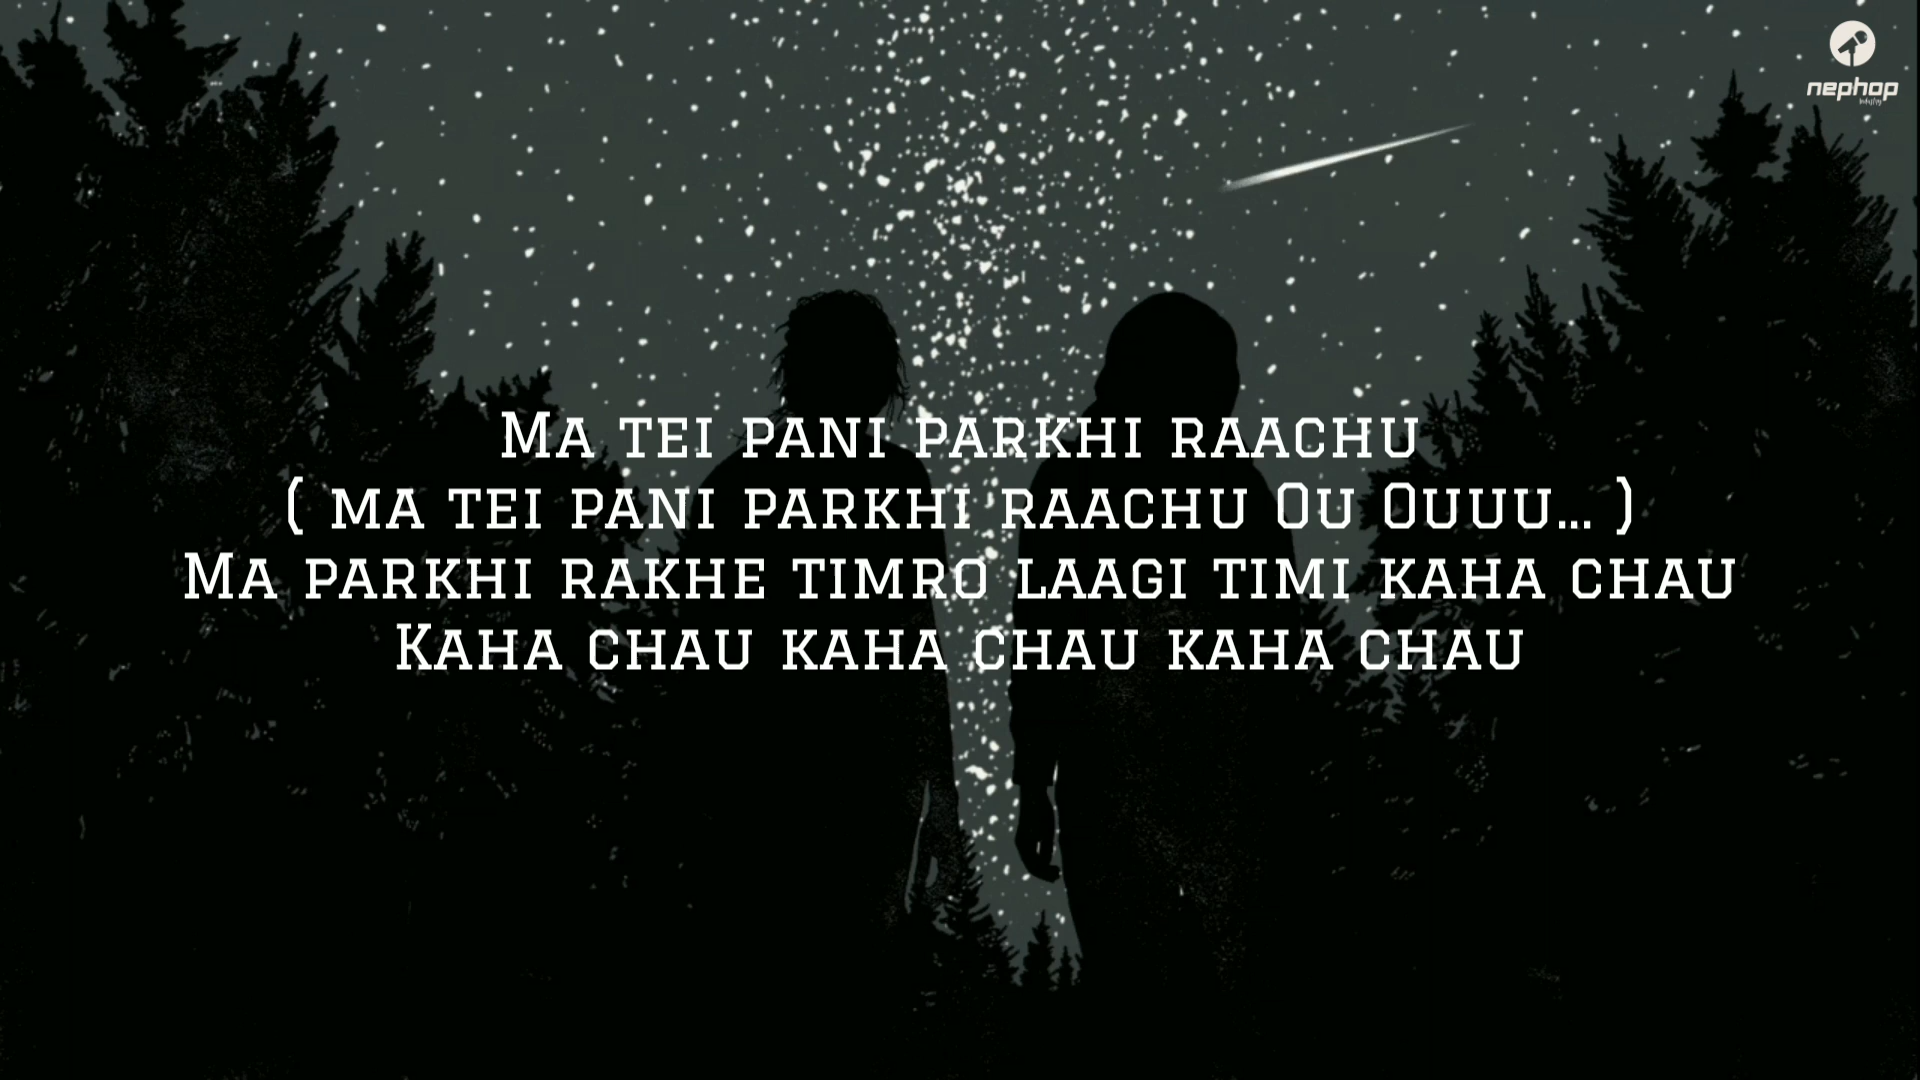 nephop
Industry
Ma tei pani parkhi raachu
( ma tei pani parkhi raachu Ou Ouuu... )
Ma parkhi rakhe timro laagi timi kaha chau
Kaha chau kaha chau kaha chau